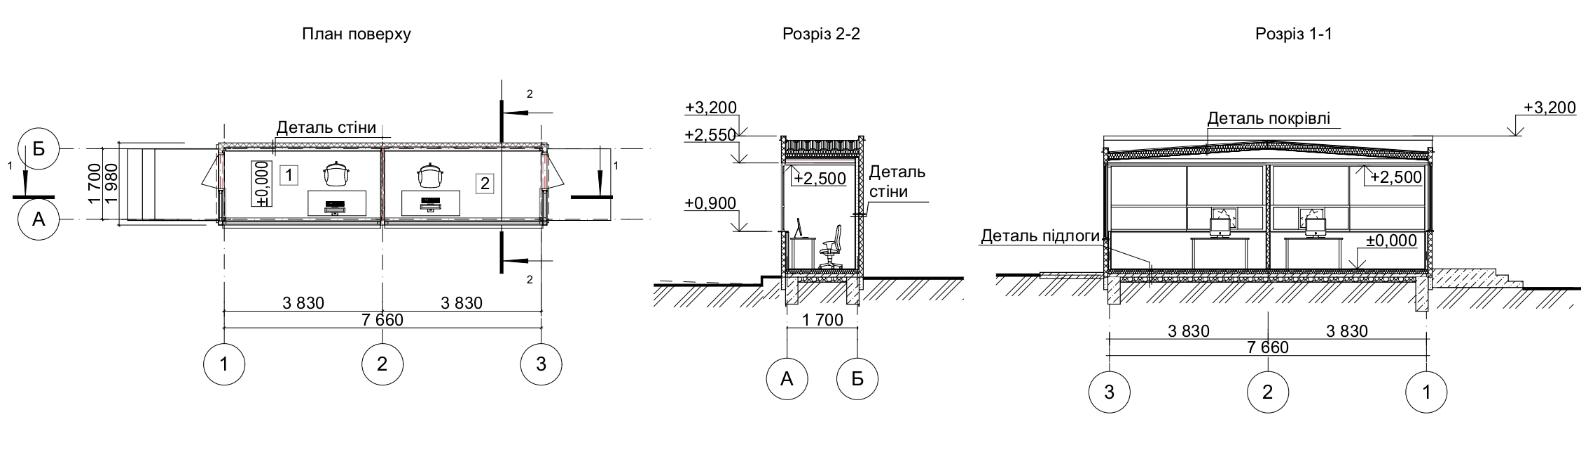 План поверху
2
Деталь стіни
Б
1
1
1 700
1 980
±0,000
1
2
А
2
3 830
3 830
7 660
1
2
3
Розріз 2-2
+3,200
+2,550
+2,500
Деталь
стіни
+0,900
1 700
А
Б
Розріз 1-1
+3,200
Деталь покрівлі
+2,500
Деталь підлоги
±0,000
3 830
3 830
7 660
3
2
1